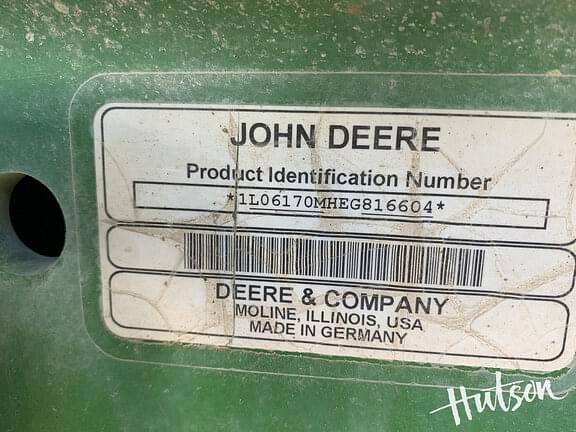 JOHN DEERE
Product Identification Number
*1L06170MHEG816604*
DEERE & COMPANY
MOLINE, ILLINOIS, USA
MADE IN GERMANY
Hutson